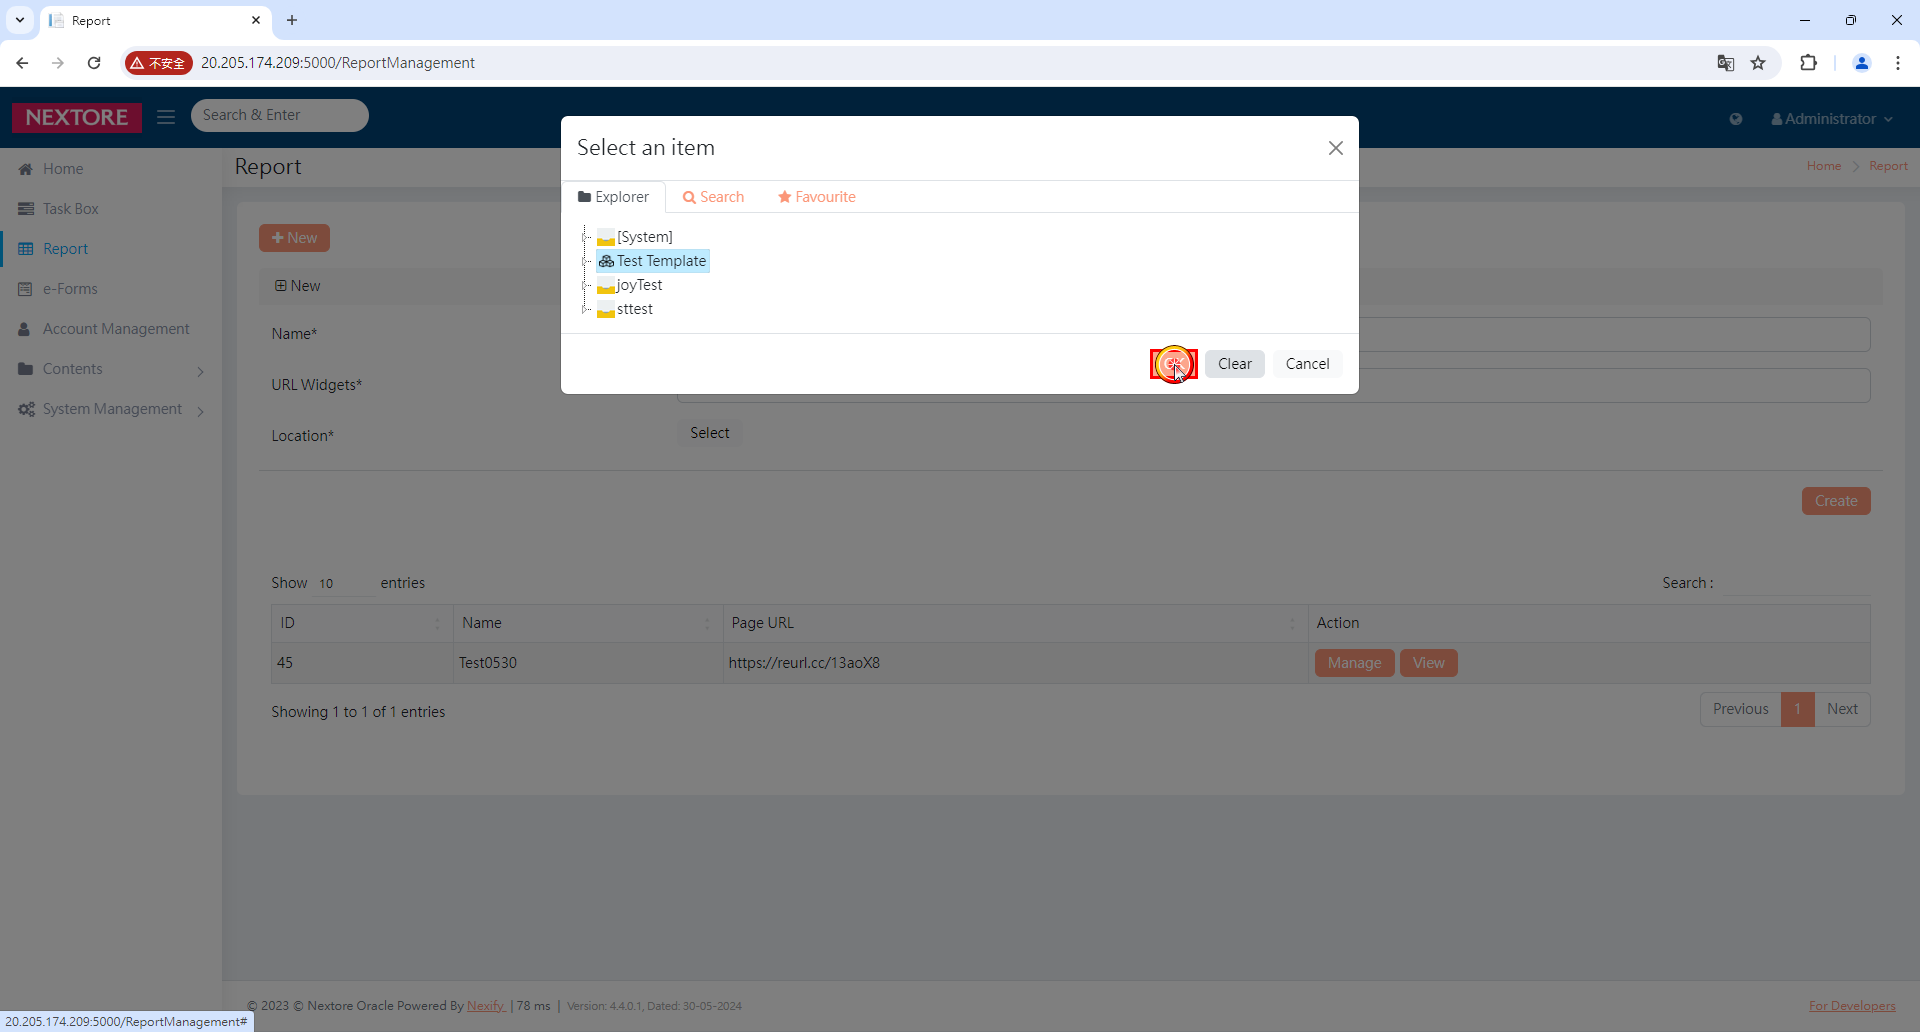 Report
不安全
20.205.174.209:5000/ReportManagement
NEXTORE
Search & Enter
Administrator
Home
Task Box
Report
e-Forms
Account Management
Contents
System Management
Report
Home
Report
New
New
Name*
URL Widgets*
Location*
Select
Create
Select an item
Explorer
Search
Favourite
[System]
Test Template
joyTest
sttest
Clear
Cancel
Show 10 entries
Search :
ID Name Page URL Action
45 Test0530 https://reurl.cc/13aoX8 Manage View
Showing 1 to 1 of 1 entries
Previous 1 Next
© 2023 © Nextore Oracle Powered By Nexify | 78 ms | Version: 4.4.0.1, Dated: 30-05-2024
For Developers
20.205.174.209:5000/ReportManagement#